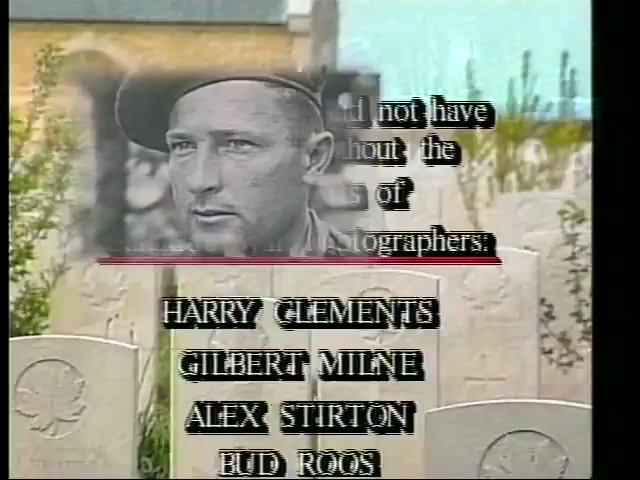 not have
the
of
HARRY CLEMENTS
GILBERT MILNE
ALEX STIRTON
BUD ROOS